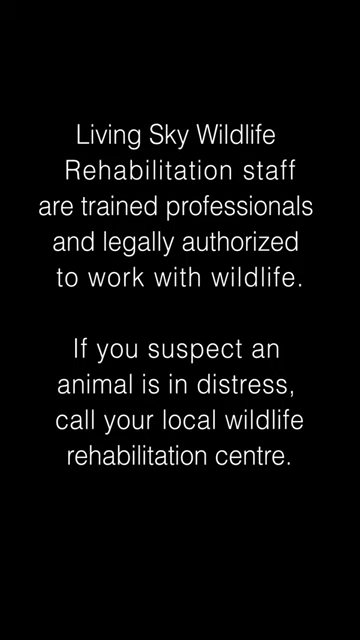 Living Sky Wildlife
Rehabilitation staff
are trained professionals
and legally authorized
to work with wildlife.
If you suspect an
animal is in distress,
call your local wildlife
rehabilitation centre.